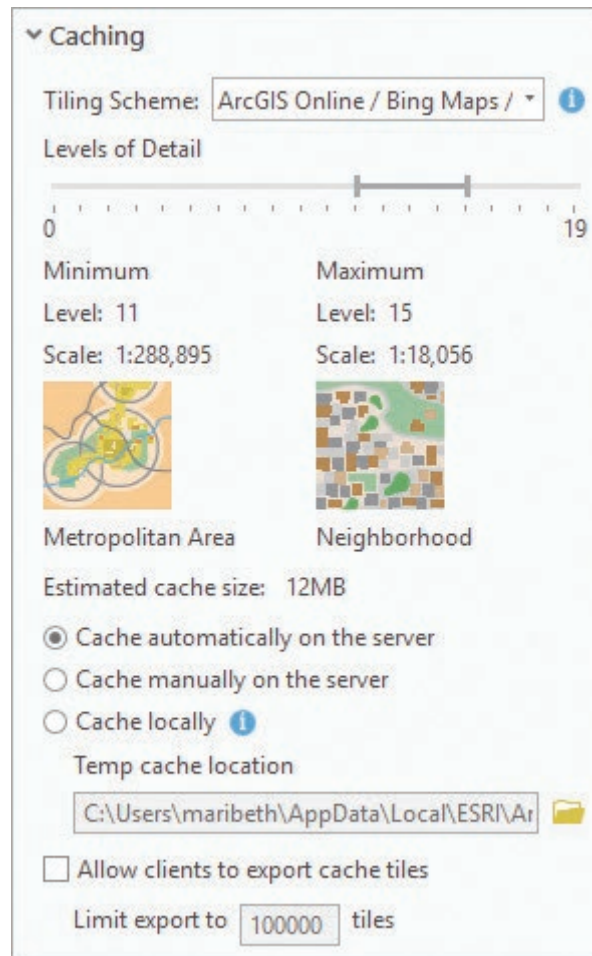 Caching
Tiling Scheme: ArcGIS Online / Bing Maps /
Levels of Detail
0 19
Minimum Maximum
Level: 11 Level: 15
Scale: 1:288,895 Scale: 1:18,056
Metropolitan Area Neighborhood
Estimated cache size: 12MB
Cache automatically on the server
Cache manually on the server
Cache locally
Temp cache location
C:\Users\maribeth\AppData\Local\ESRI\Ar
Allow clients to export cache tiles
Limit export to 100000 tiles